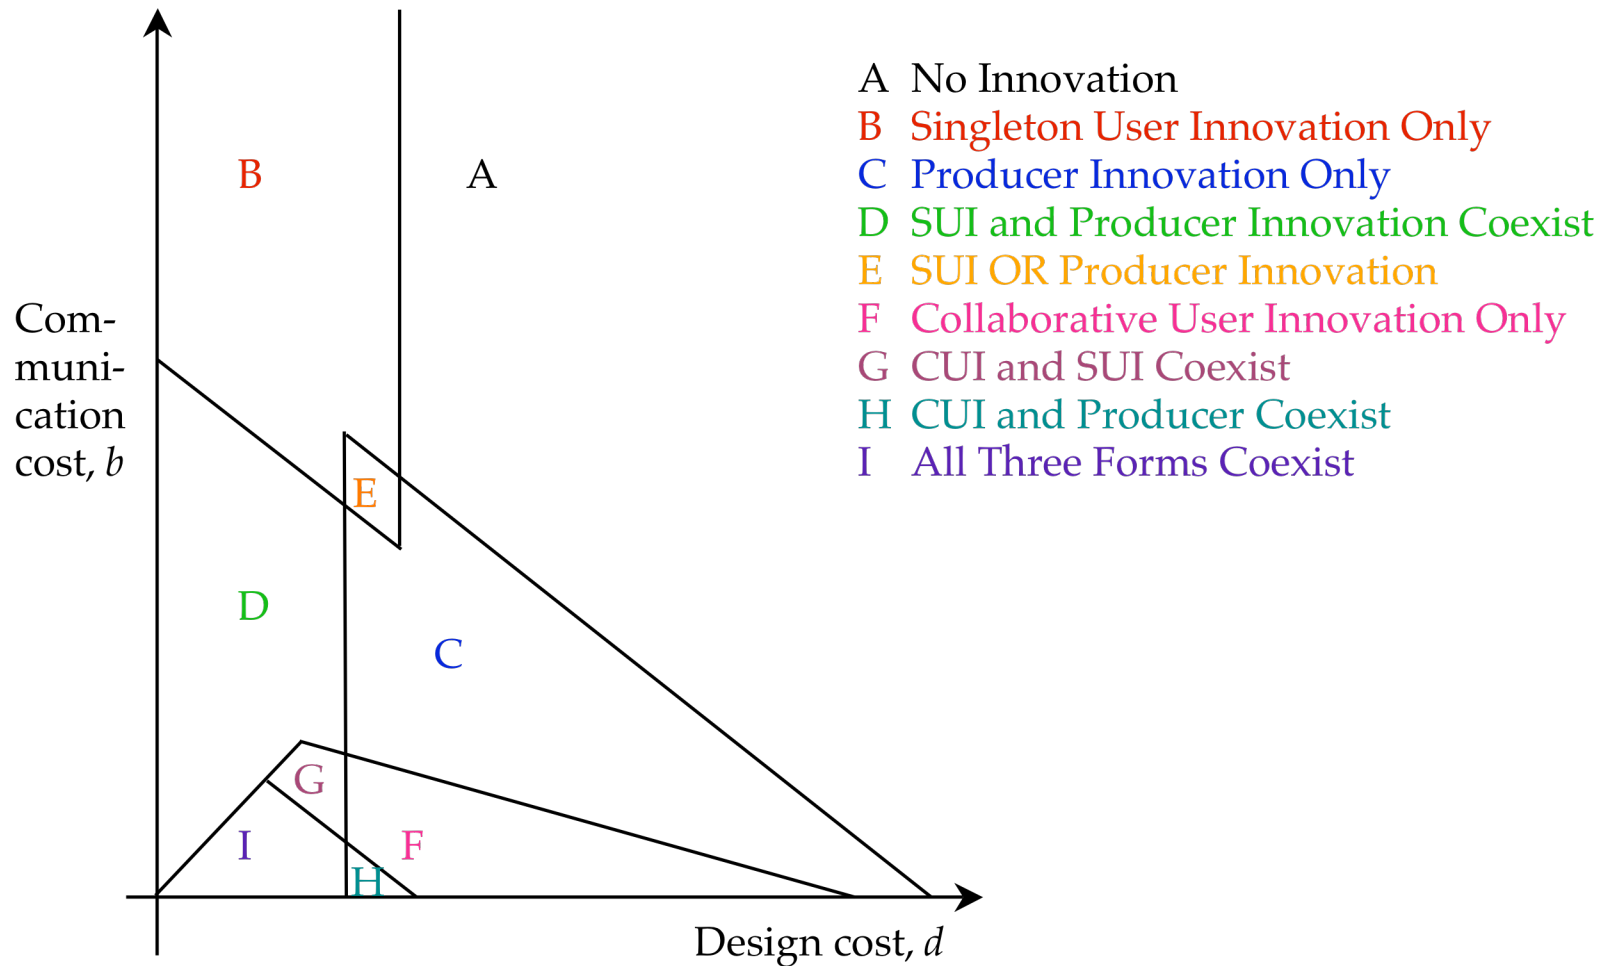 A No Innovation
B Singleton User Innovation Only
C Producer Innovation Only
D SUI and Producer Innovation Coexist
E SUI OR Producer Innovation
F Collaborative User Innovation Only
G CUI and SUI Coexist
H CUI and Producer Coexist
I All Three Forms Coexist
B
A
Com-
muni-
cation
cost, b
E
D
C
G
I
F
H
Design cost, d